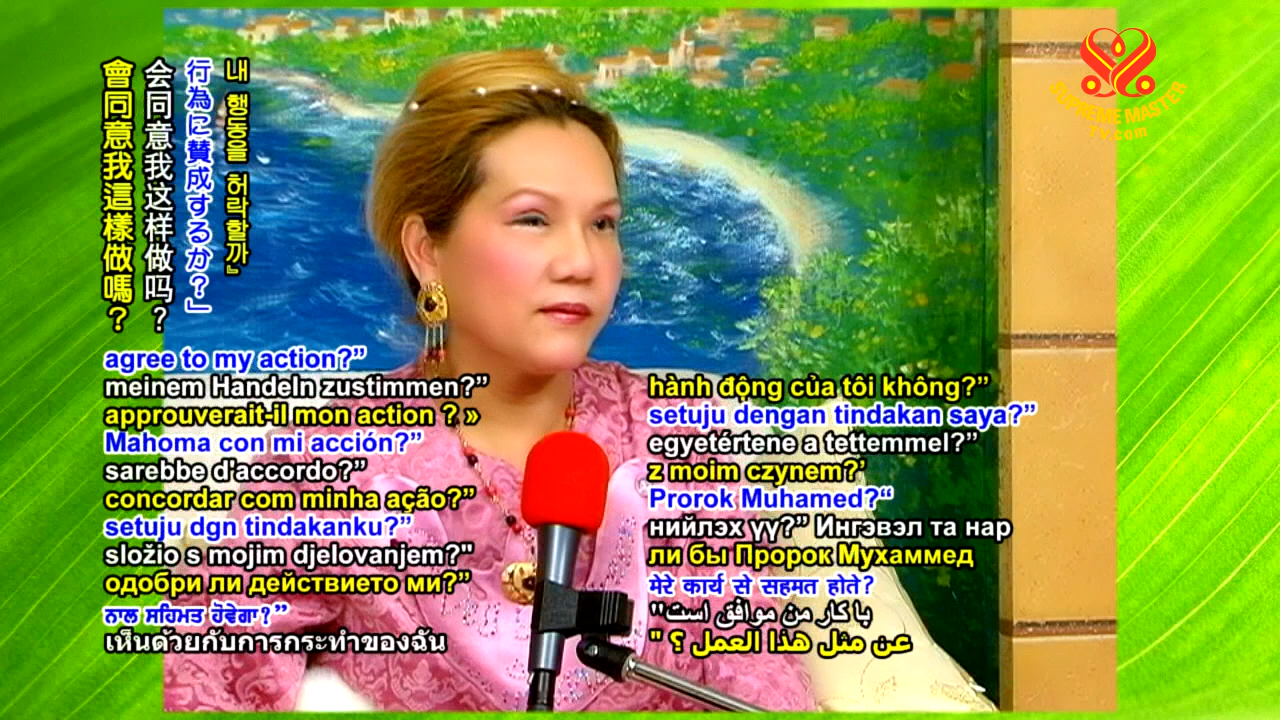 내 행동을 허락할까』
行為に賛成するか？」
会同意我这样做吗？
會同意我這樣做嗎？
agree to my action?”
meinem Handeln zustimmen?”
approuverait-il mon action ? »
Mahoma con mi acción?”
sarebbe d'accordo?”
concordar com minha ação?”
setuju dgn tindakanku?”
složio s mojim djelovanjem?"
одобри ли действието ми?”
ਨਾਲ ਸਹਿਮਤ ਹੋਵੇਗਾ?”
เห็นด้วยกับการกระทำของฉัน
hành động của tôi không?”
setuju dengan tindakan saya?”
egyetértene a tettemmel?”
z moim czynem?’
Prorok Muhamed?“
нийлэх үү?” Ингэвэл та нар
ли бы Пророк Мухаммед
मेरे कार्य से सहमत होते?
با کار من موافق است"
عن مثل هذا العمل ؟ "
SUPREME MASTER
TV.com